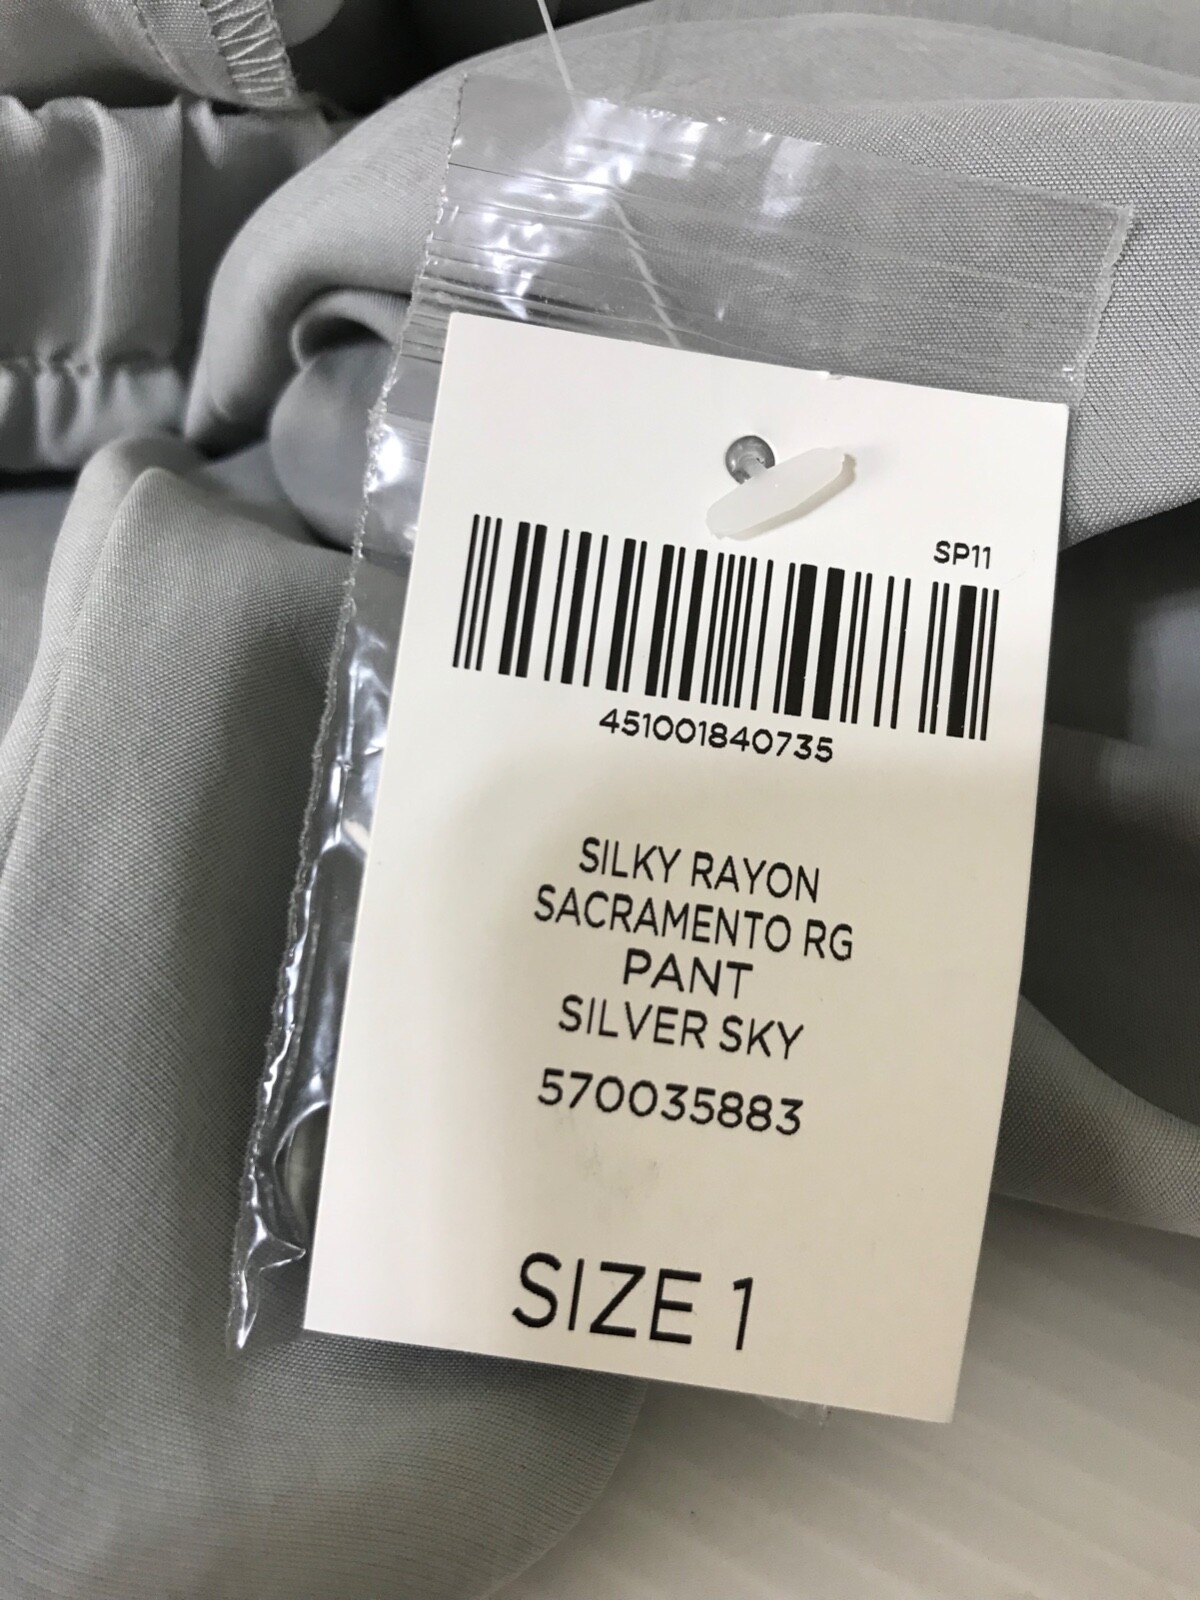 SP11
451001840735
SILKY RAYON
SACRAMENTO RG
PANT
SILVER SKY
570035883
SIZE 1